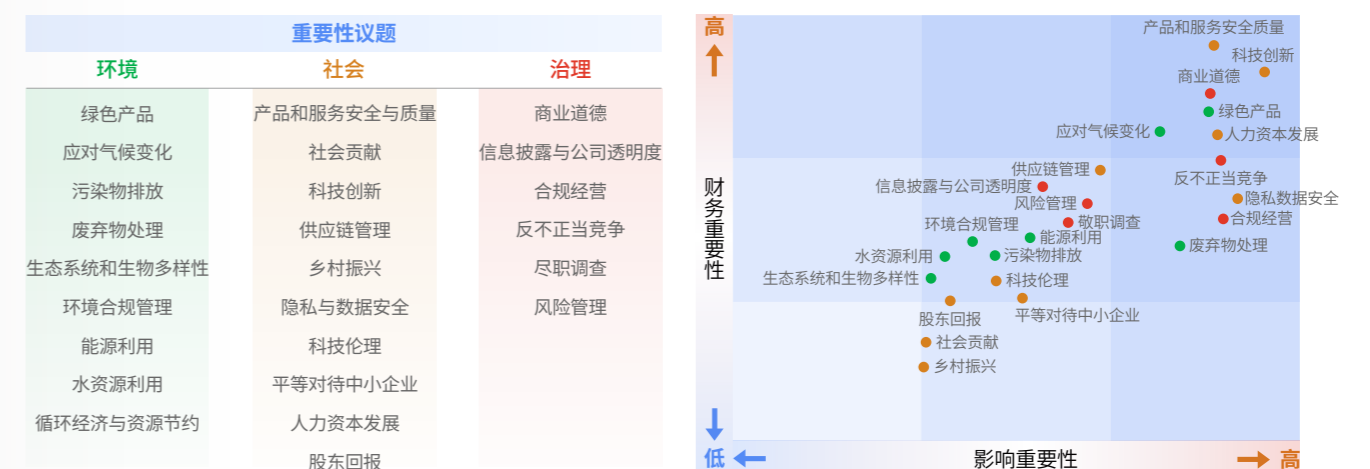 重要性议题
环境 社会 治理
绿色产品 产品和服务安全与质量 商业道德
应对气候变化 社会贡献 信息披露与公司透明度
污染物排放 科技创新 合规经营
废弃物处理 供应链管理 反不正当竞争
生态系统和生物多样性 乡村振兴 尽职调查
环境合规管理 隐私与数据安全 风险管理
能源利用 科技伦理
水资源利用 平等对待中小企业
循环经济与资源节约 人力资本发展
股东回报
高
财务重要性
低
产品和服务安全质量
科技创新
商业道德
绿色产品
应对气候变化
人力资本发展
供应链管理
反不正当竞争
信息披露与公司透明度
隐私数据安全
风险管理
合规经营
敬职调查
环境合规管理
能源利用
废弃物处理
水资源利用
污染物排放
生态系统和生物多样性
科技伦理
股东回报
平等对待中小企业
社会贡献
乡村振兴
影响重要性
高